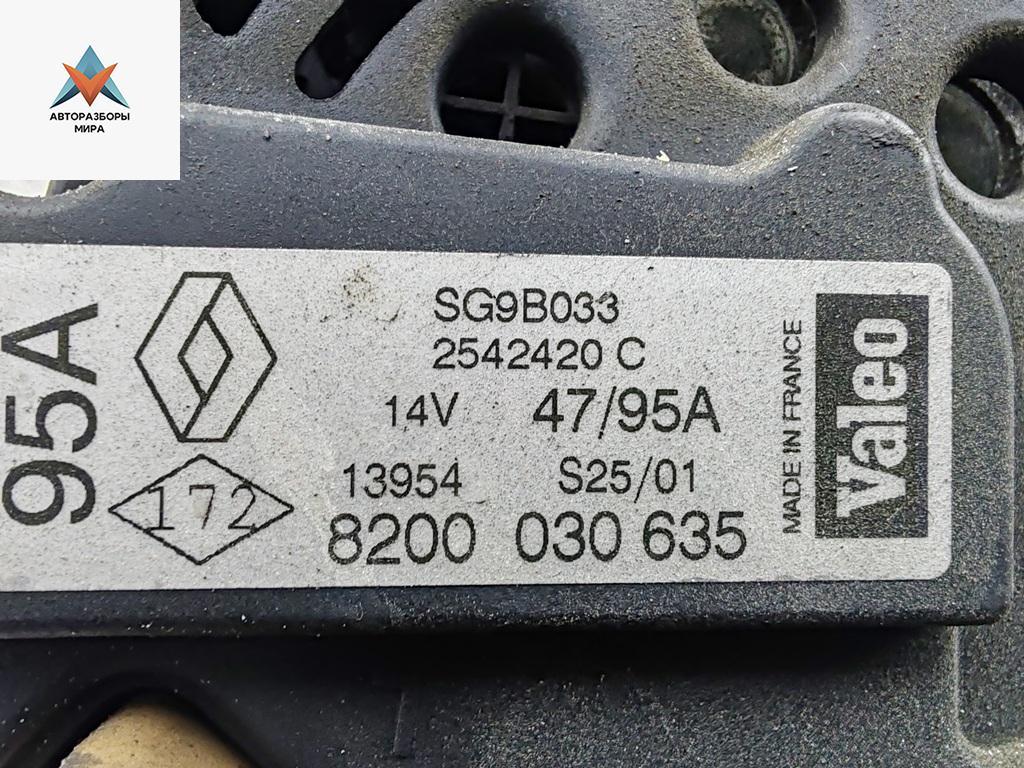 АВТОРАЗБОРЫ
МИРА
95A
SG9B033
2542420 C
14V 47/95A
13954 S25/01
172
8200 030 635
MADE IN FRANCE
Valeo